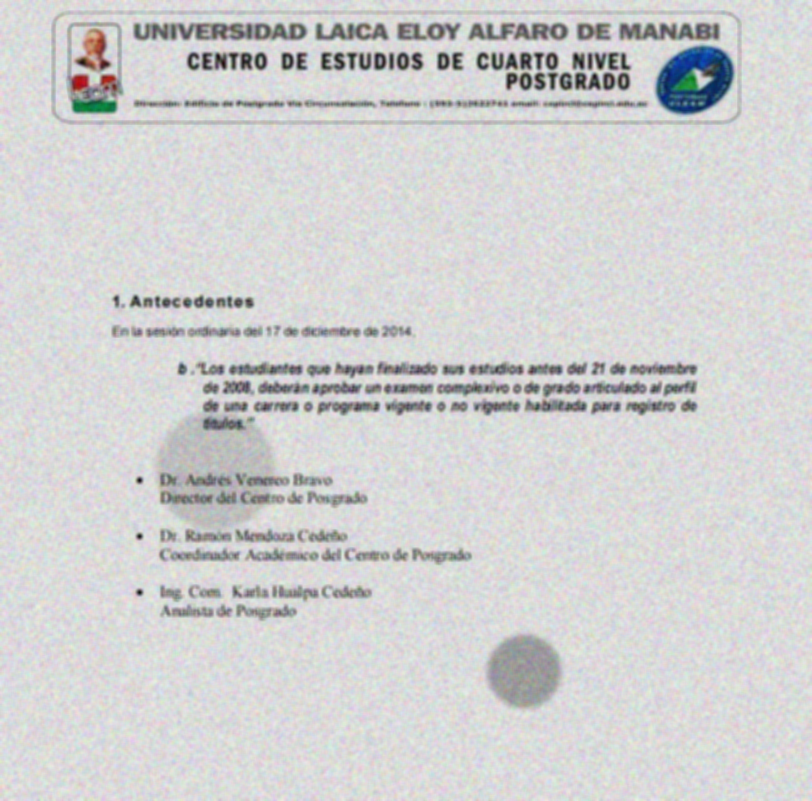 UNIVERSIDAD LAICA ELOY ALFARO DE MANABI
CENTRO DE ESTUDIOS DE CUARTO NIVEL
POSTGRADO
Dirección: Edificio de Postgrado Vía Circunvalación, Teléfono :
1. Antecedentes
En la sesión ordinaria del 17 de diciembre de 2014.
b ."Los estudiantes que hayan finalizado sus estudios antes del 21 de noviembre
de 2008, deberán aprobar un examen complexivo o de grado articulado al perfil
de una carrera o programa vigente o no vigente habilitada para registro de
títulos."
• Dr. Andrés Venereo Bravo
Director del Centro de Posgrado
• Dr. Ramón Mendoza Cedeño
Coordinador Académico del Centro de Posgrado
• Ing. Com. Karla Hualpa Cedeño
Analista de Posgrado